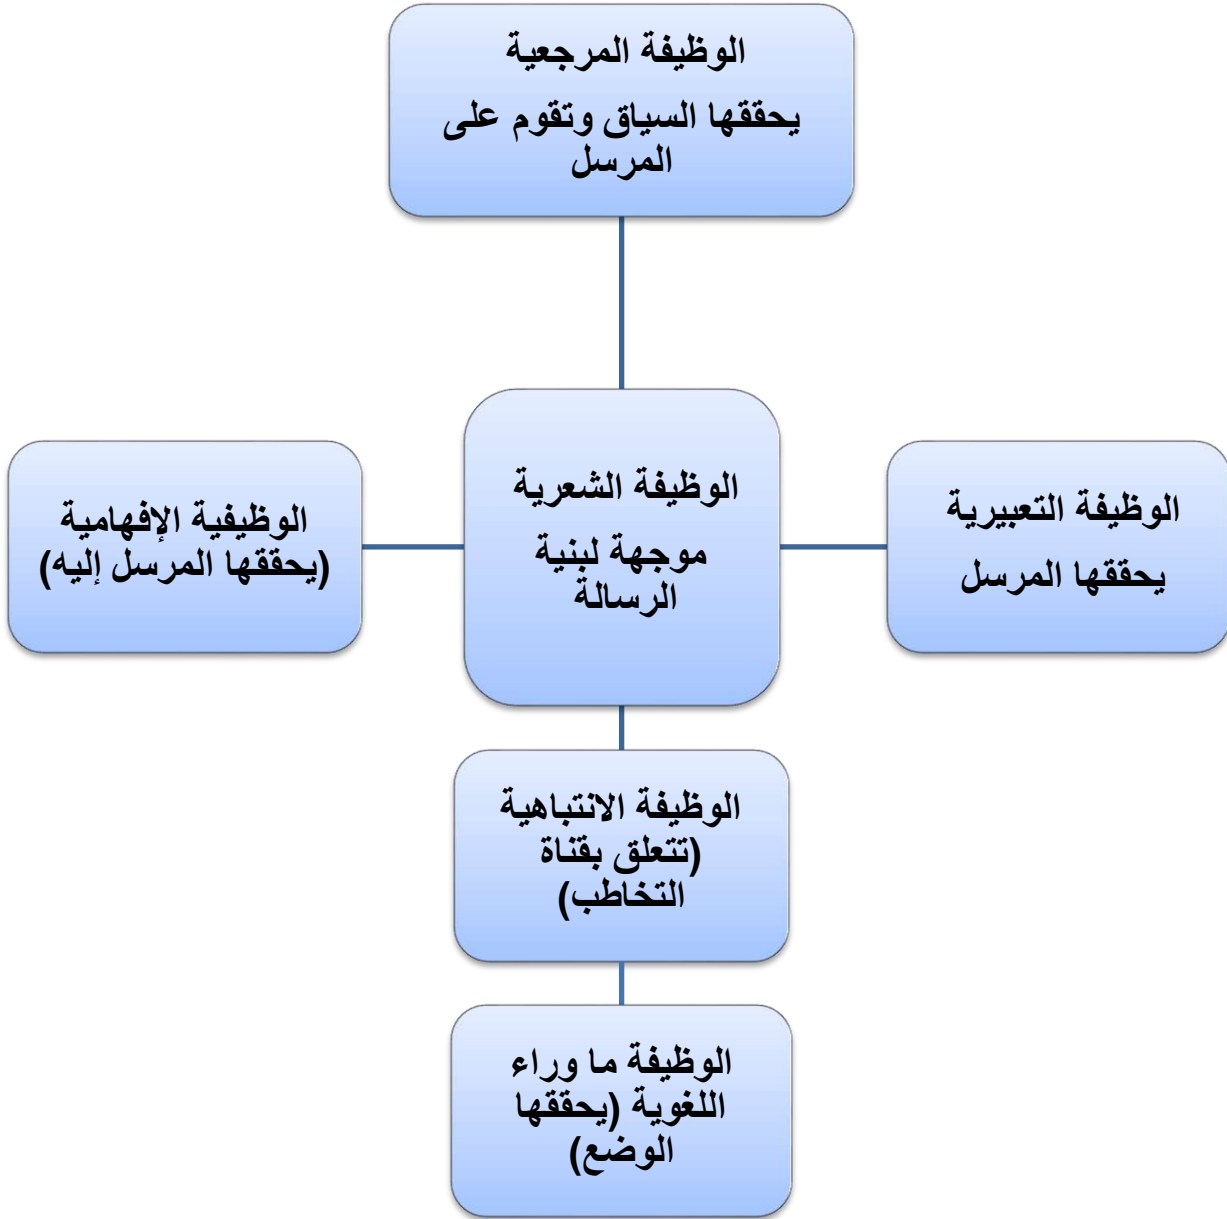 الوظيفة المرجعية
يحققها السياق وتقوم على
المرسل
الوظيفة التعبيرية
يحققها المرسل
الوظيفة الشعرية
موجهة لبنية
الرسالة
الوظيفية الإفهامية
(يحققها المرسل إليه)
الوظيفة الانتباهية
(تتعلق بقناة
التخاطب)
الوظيفة ما وراء
اللغوية (يحققها
الوضع)